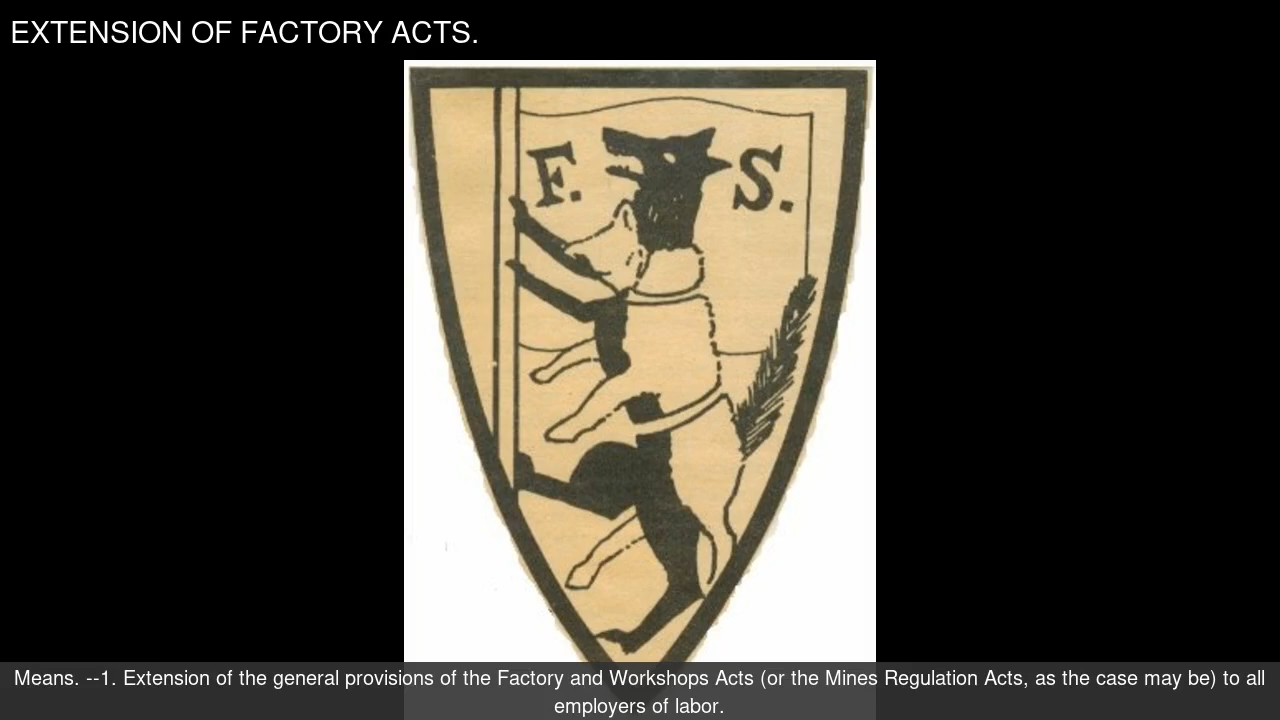 EXTENSION OF FACTORY ACTS.
F. S.
Means. --1. Extension of the general provisions of the Factory and Workshops Acts (or the Mines Regulation Acts, as the case may be) to all
employers of labor.